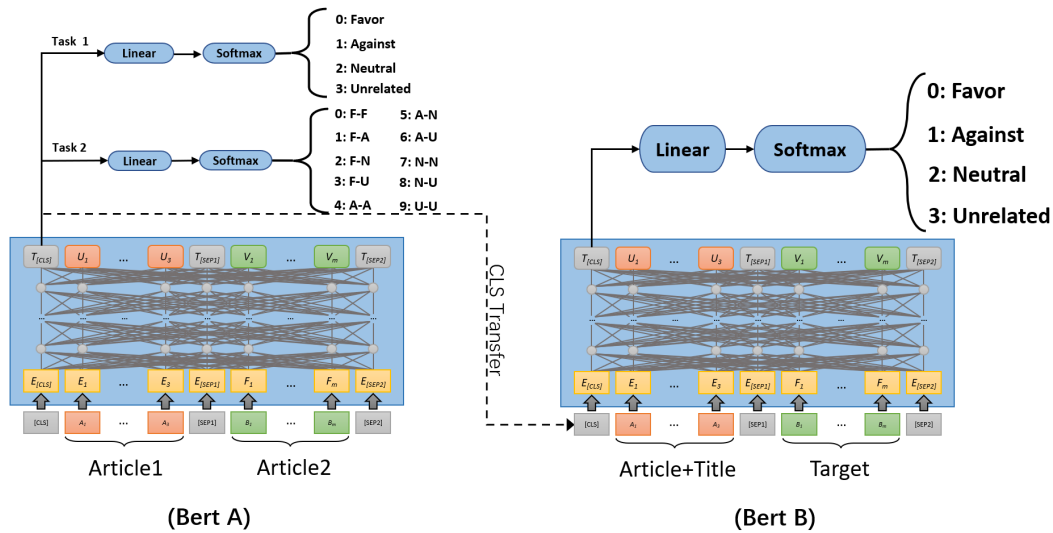 Task 1
Linear
Softmax
0: Favor
1: Against
2: Neutral
3: Unrelated
Task 2
Linear
Softmax
0: F-F 5: A-N
1: F-A 6: A-U
2: F-N 7: N-N
3: F-U 8: N-U
4: A-A 9: U-U
T[CLS] U1 ... U3 T[SEP1] V1 ... Vm T[SEP2]
... ... ... ... ... ... ... ... ...
E[CLS] E1 ... E3 E[SEP1] F1 ... Fm E[SEP2]
[CLS] A1 ... A3 [SEP1] B1 ... Bm [SEP2]
Article1 Article2
(Bert A)
CLS Transfer
Linear
Softmax
0: Favor
1: Against
2: Neutral
3: Unrelated
T[CLS] U1 ... U3 T[SEP1] V1 ... Vm T[SEP2]
... ... ... ... ... ... ... ... ...
E[CLS] E1 ... E3 E[SEP1] F1 ... Fm E[SEP2]
[CLS] A1 ... A3 [SEP1] B1 ... Bm [SEP2]
Article+Title Target
(Bert B)